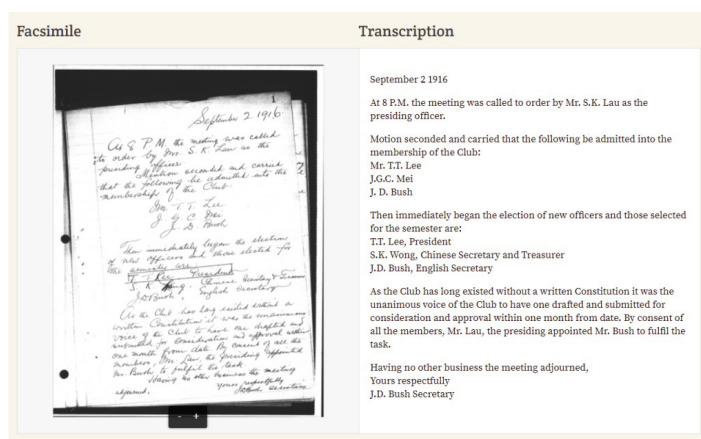 Facsimile
1
September 2 1916
At 8 P.M. the meeting was called
to order by Mr. S. K. Lau as the
presiding officer.
seconded and carried
that the following be admitted into the
membership of the Club
Mr. T. T. Lee
J. G. C. Mei
J. D. Bush
Then immediately began the election
of new officers and those elected for
the semester are:
T. T. Lee, President
S. K. Wong, Chinese Secretary &
J.D. Bush, English Secretary
As the Club has long existed without a
written Constitution it was the unanimous
voice of the Club to have one drafted and
submitted for consideration and approval within
one month from date. By consent of all the
members, Mr. Lau, the presiding appointed
Mr. Bush to fulfil the task.
Having no other business the meeting
adjourned,
Yours respectfully
J.D. Bush Secretary
- +
Transcription
September 2 1916
At 8 P.M. the meeting was called to order by Mr. S.K. Lau as the
presiding officer.
Motion seconded and carried that the following be admitted into the
membership of the Club:
Mr. T.T. Lee
J.G.C. Mei
J. D. Bush
Then immediately began the election of new officers and those selected
for the semester are:
T.T. Lee, President
S.K. Wong, Chinese Secretary and Treasurer
J.D. Bush, English Secretary
As the Club has long existed without a written Constitution it was the
unanimous voice of the Club to have one drafted and submitted for
consideration and approval within one month from date. By consent of
all the members, Mr. Lau, the presiding appointed Mr. Bush to fulfil the
task.
Having no other business the meeting adjourned,
Yours respectfully
J.D. Bush Secretary